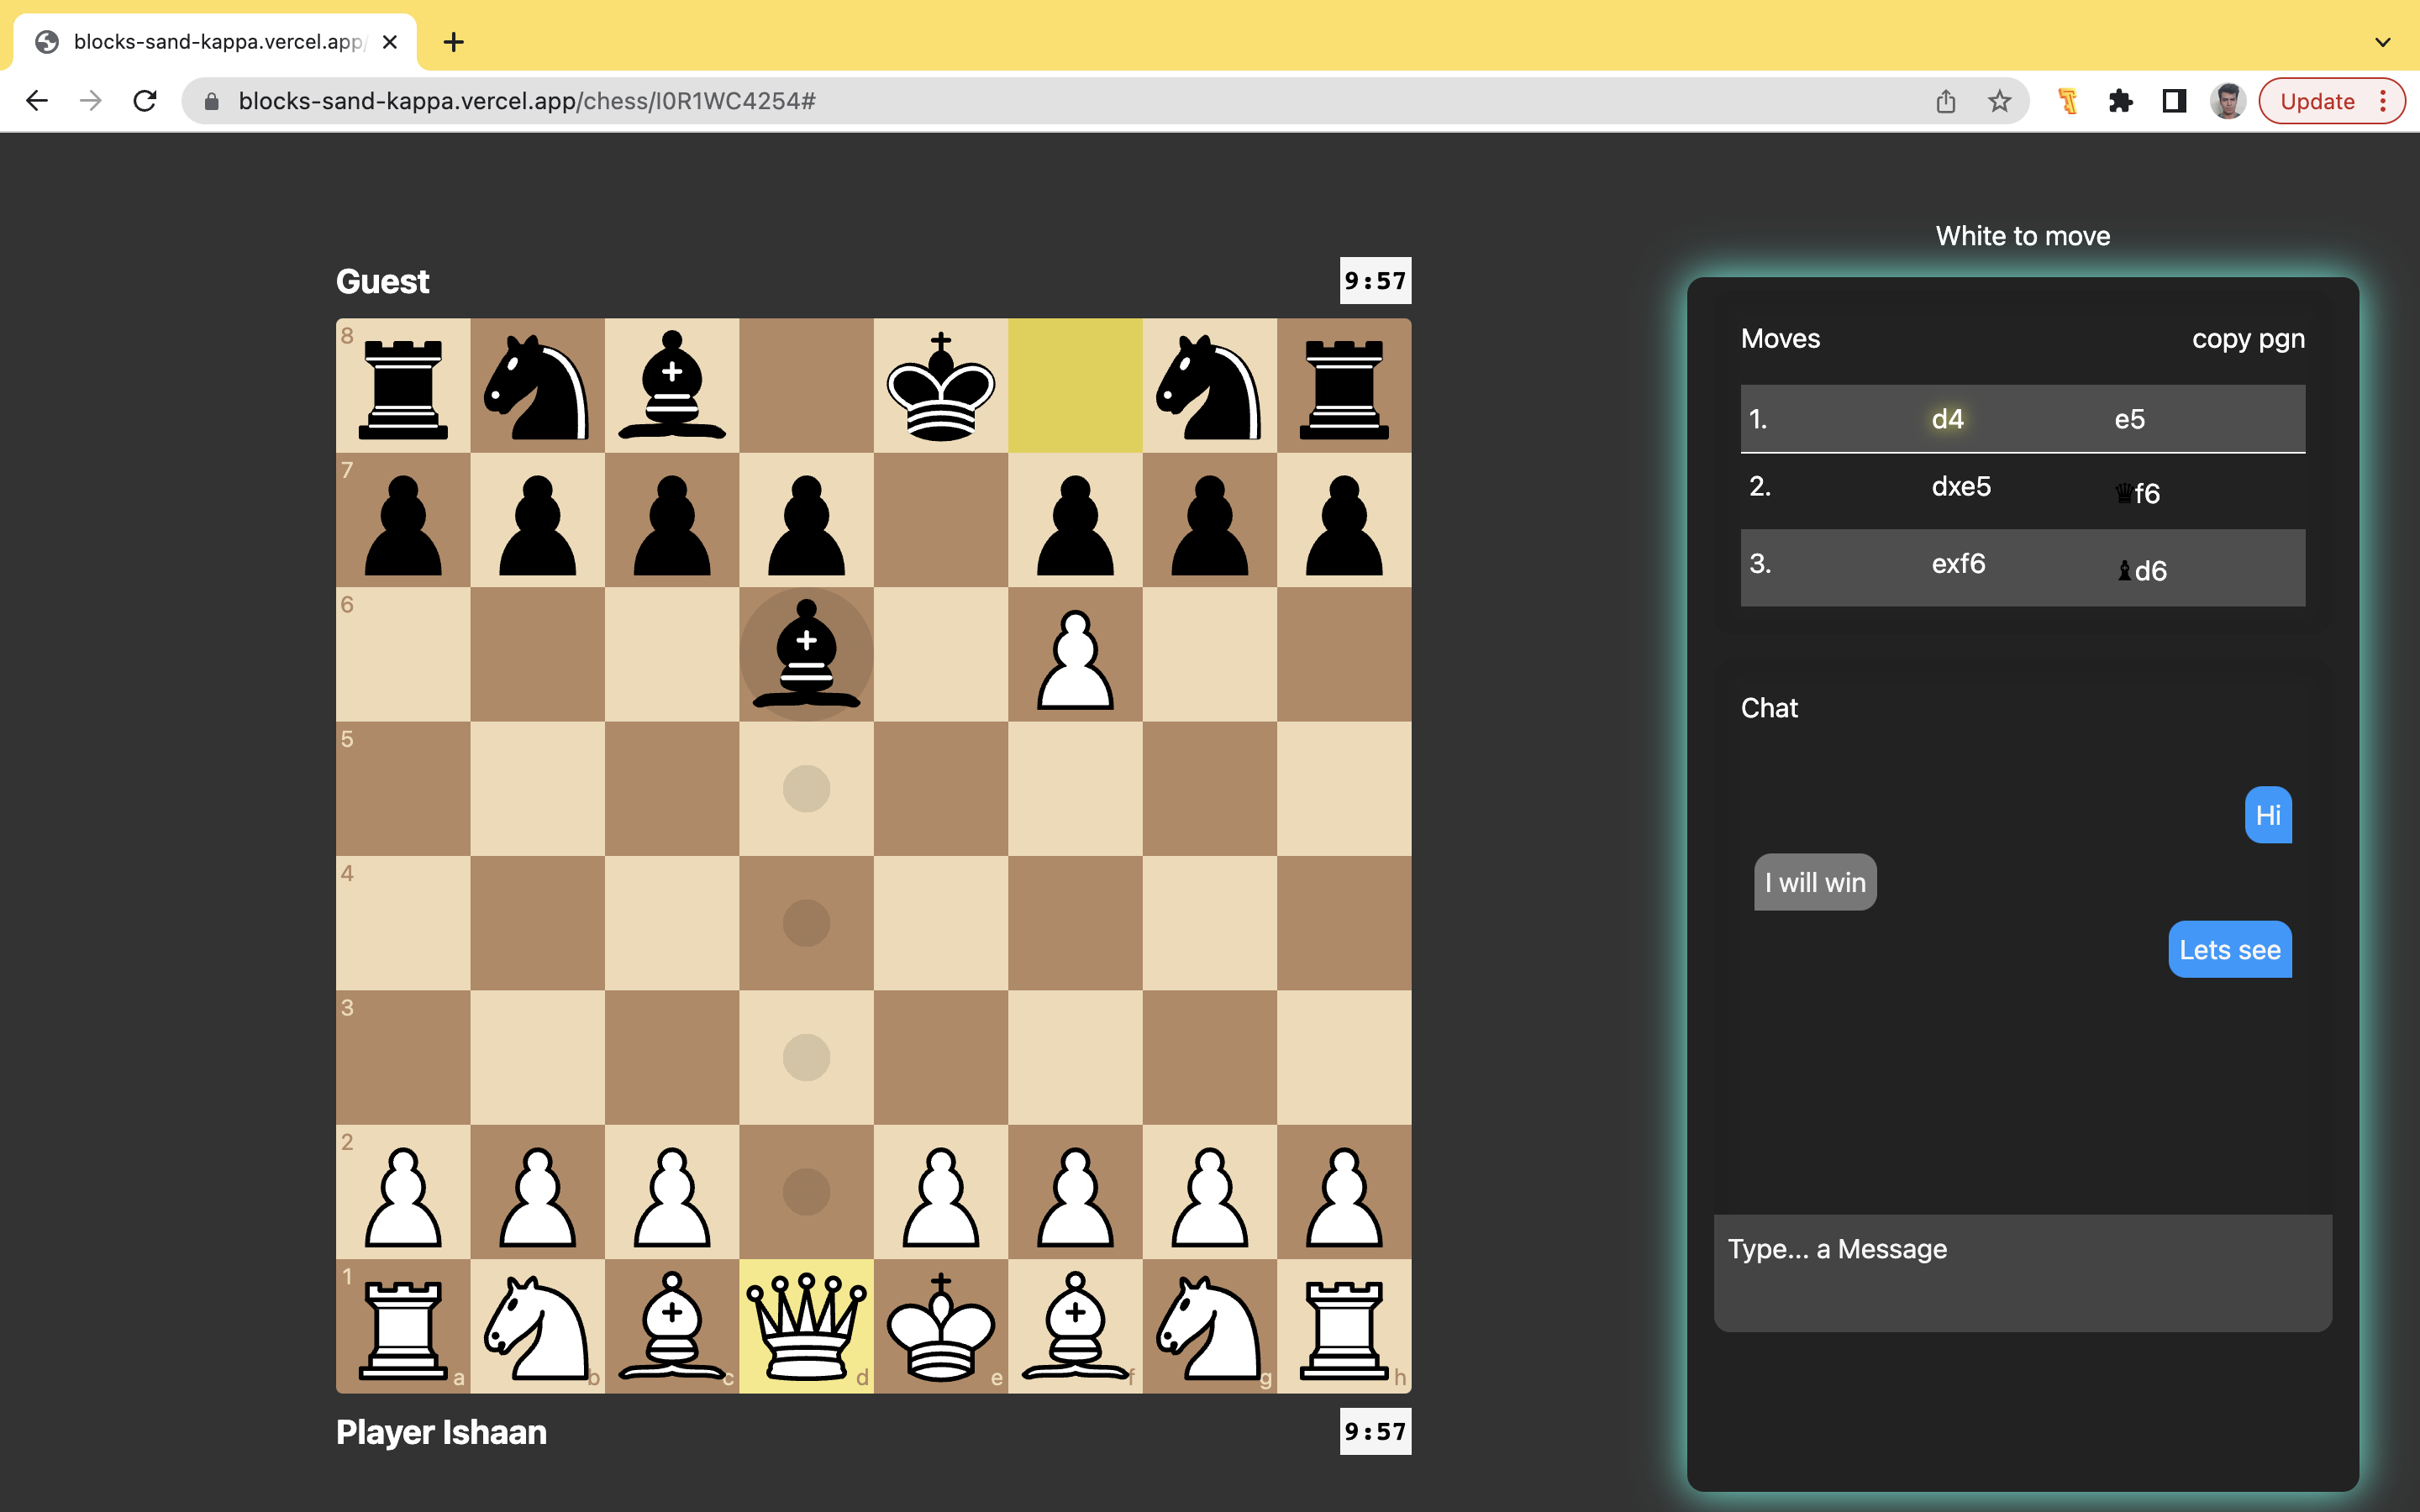 blocks-sand-kappa.vercel.app/
blocks-sand-kappa.vercel.app/chess/I0R1WC4254#
Update
White to move
Guest
9:57
Moves
copy pgn
1. d4 e5
2. dxe5 ♛f6
3. exf6 ♝d6
Chat
Hi
I will win
Lets see
Type... a Message
8
7
6
5
4
3
2
1
a b c d e f g h
Player Ishaan
9:57